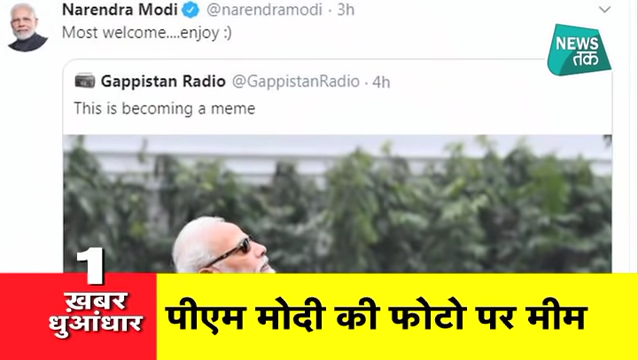 Narendra Modi @narendramodi · 3h
Most welcome....enjoy :)
NEWS
तक
Gappistan Radio @GappistanRadio · 4h
This is becoming a meme
1
ख़बर
धुआंधार
पीएम मोदी की फोटो पर मीम